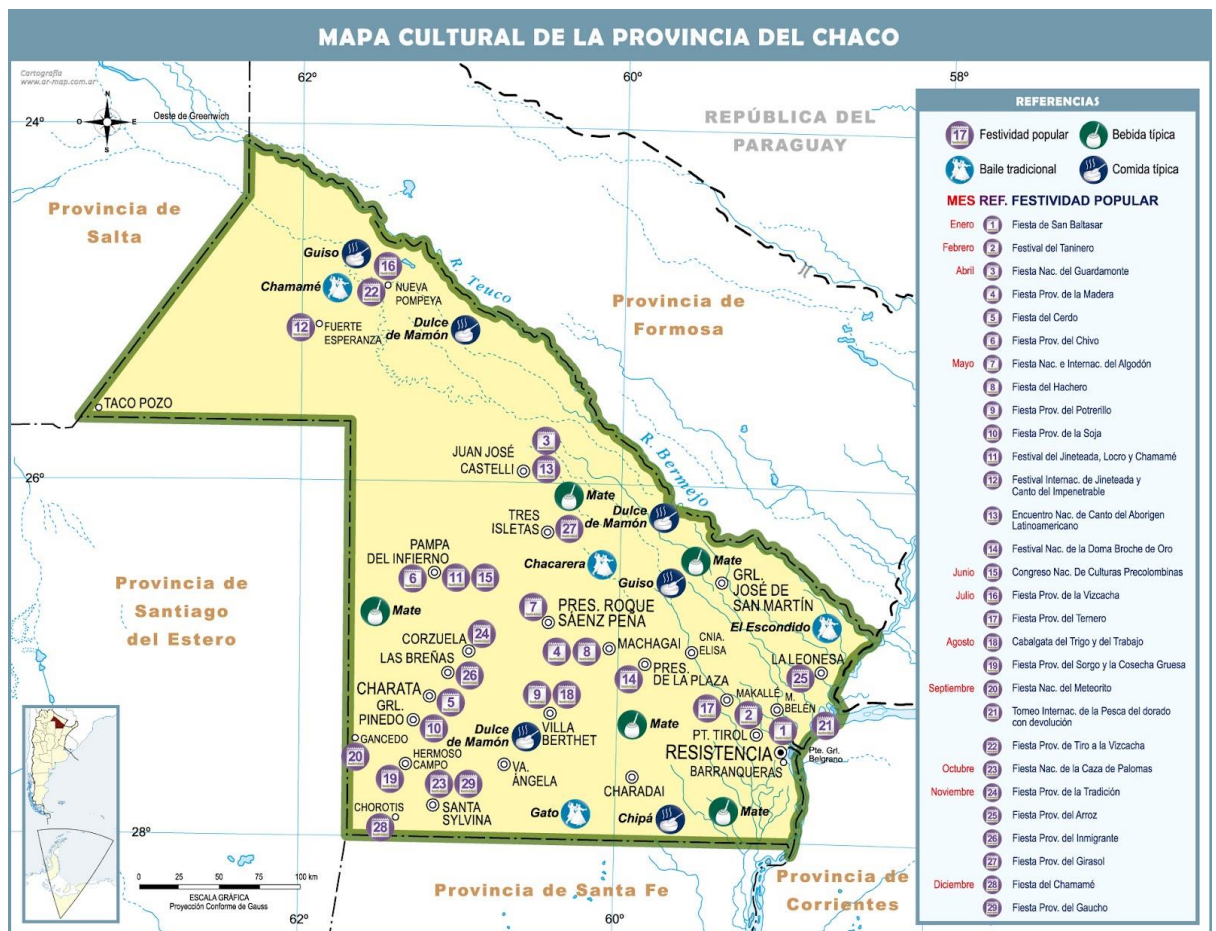 MAPA CULTURAL DE LA PROVINCIA DEL CHACO
Cartografía
www.ar-map.com.ar
62°
60°
58°
N
O
E
S
24°
Oeste de Greenwich
REPÚBLICA DEL
PARAGUAY
Provincia de
Salta
Guiso
16
Chamamé
22
NUEVA
POMPEYA
R. Teuco
Provincia de
Formosa
12
FUERTE
ESPERANZA
Dulce
de Mamón
TACO POZO
3
JUAN JOSÉ
CASTELLI
13
R. Bermejo
26°
Mate
TRES
ISLETAS
27
Dulce
de Mamón
PAMPA
DEL INFIERNO
6
11
15
Chacarera
Mate
Guiso
GRL.
JOSÉ DE
SAN MARTÍN
Provincia de
Santiago
del Estero
Mate
7
PRES. ROQUE
SÁENZ PEÑA
El Escondido
CORZUELA
24
4
8
MACHAGAI
CNIA.
ELISA
LAS BREÑAS
26
14
PRES.
DE LA PLAZA
LA LEONESA
25
CHARATA
5
9
18
MAKALLÉ
17
2
M.
BELÉN
GRL.
PINEDO
10
VILLA
BERTHET
Dulce
de Mamón
Mate
PT. TIROL
1
21
GANCEDO
20
RESISTENCIA
Pte. Grl.
Belgrano
BARRANQUERAS
HERMOSO
CAMPO
19
23
29
VA.
ÁNGELA
CHARADAI
SANTA
SYLVINA
CHOROTIS
28
Gato
Chipá
Mate
28°
0
25
50
75
100 km
ESCALA GRÁFICA
Proyección Conforme de Gauss
62°
60°
Provincia de Santa Fe
Provincia de
Corrientes
REFERENCIAS
17 Festividad popular
Bebida típica
Baile tradicional
Comida típica
MES REF. FESTIVIDAD POPULAR
Enero 1 Fiesta de San Baltasar
Febrero 2 Festival del Taninero
Abril 3 Fiesta Nac. del Guardamonte
4 Fiesta Prov. de la Madera
5 Fiesta del Cerdo
6 Fiesta Prov. del Chivo
Mayo 7 Fiesta Nac. e Internac. del Algodón
8 Fiesta del Hachero
9 Fiesta Prov. del Potrerillo
10 Fiesta Prov. de la Soja
11 Festival del Jineteada, Locro y Chamamé
12 Festival Internac. de Jineteada y
Canto del Impenetrable
13 Encuentro Nac. de Canto del Aborigen
Latinoamericano
14 Festival Nac. de la Doma Broche de Oro
Junio 15 Congreso Nac. De Culturas Precolombinas
Julio 16 Fiesta Prov. de la Vizcacha
17 Fiesta Prov. del Ternero
Agosto 18 Cabalgata del Trigo y del Trabajo
19 Fiesta Prov. del Sorgo y la Cosecha Gruesa
Septiembre 20 Fiesta Nac. del Meteorito
21 Torneo Internac. de la Pesca del dorado
con devolución
22 Fiesta Prov. de Tiro a la Vizcacha
Octubre 23 Fiesta Nac. de la Caza de Palomas
Noviembre 24 Fiesta Prov. de la Tradición
25 Fiesta Prov. del Arroz
26 Fiesta Prov. del Inmigrante
27 Fiesta Prov. del Girasol
Diciembre 28 Fiesta del Chamamé
29 Fiesta Prov. del Gaucho